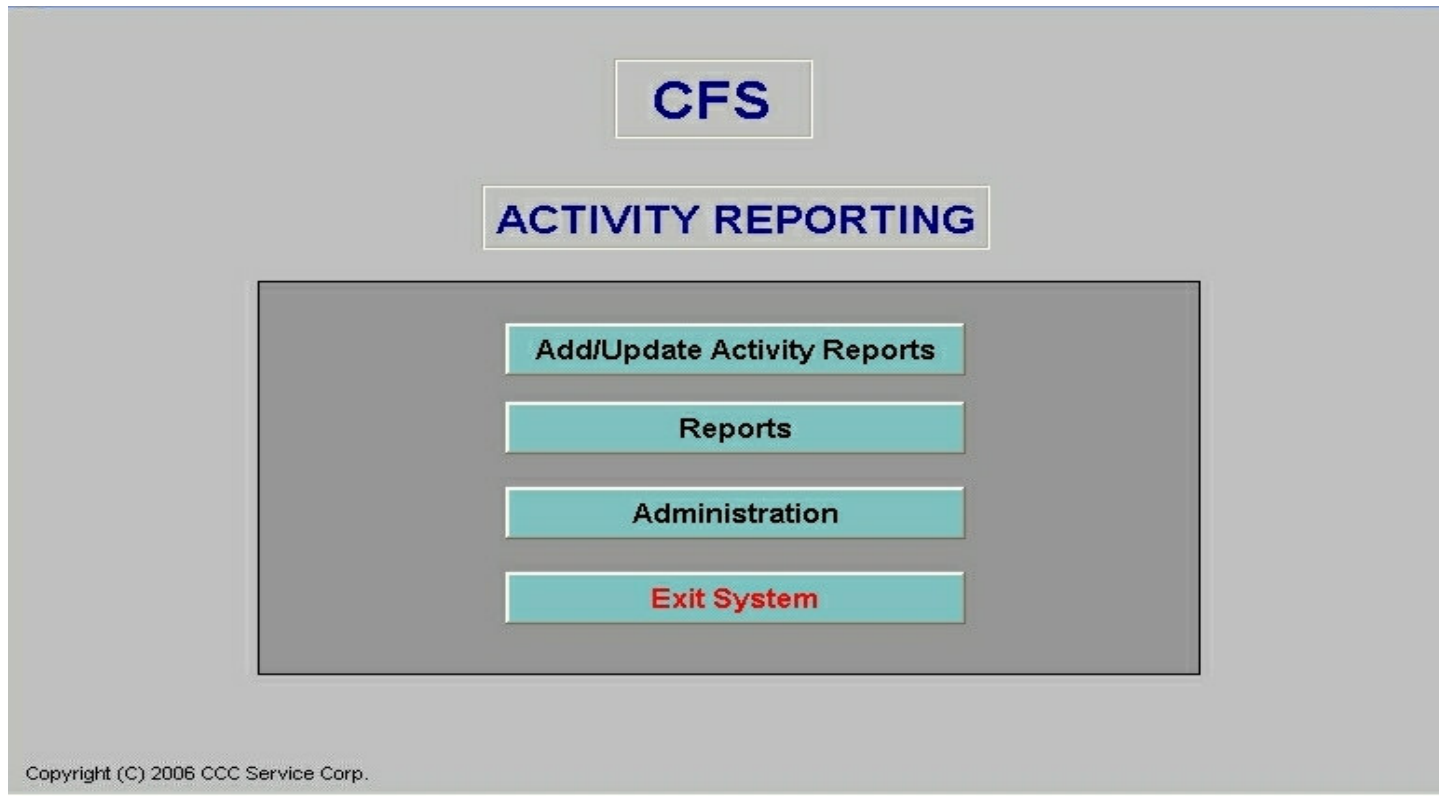 CFS
ACTIVITY REPORTING
Add/Update Activity Reports
Reports
Administration
Exit System
Copyright (C) 2006 CCC Service Corp.